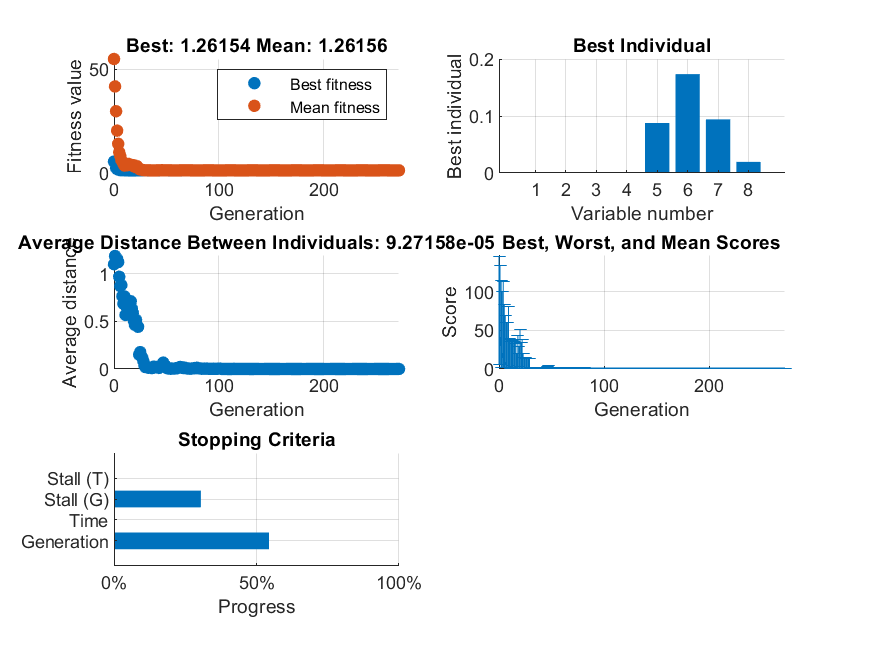 Best: 1.26154 Mean: 1.26156
Fitness value
50
0
0
100
200
Generation
Best fitness
Mean fitness
Best Individual
Best individual
0.2
0.1
0
1 2 3 4 5 6 7 8
Variable number
Average Distance Between Individuals: 9.27158e-05
Average distance
1
0.5
0
0
100
200
Generation
Best, Worst, and Mean Scores
Score
100
50
0
0
100
200
Generation
Stopping Criteria
Stall (T)
Stall (G)
Time
Generation
0%
50%
100%
Progress